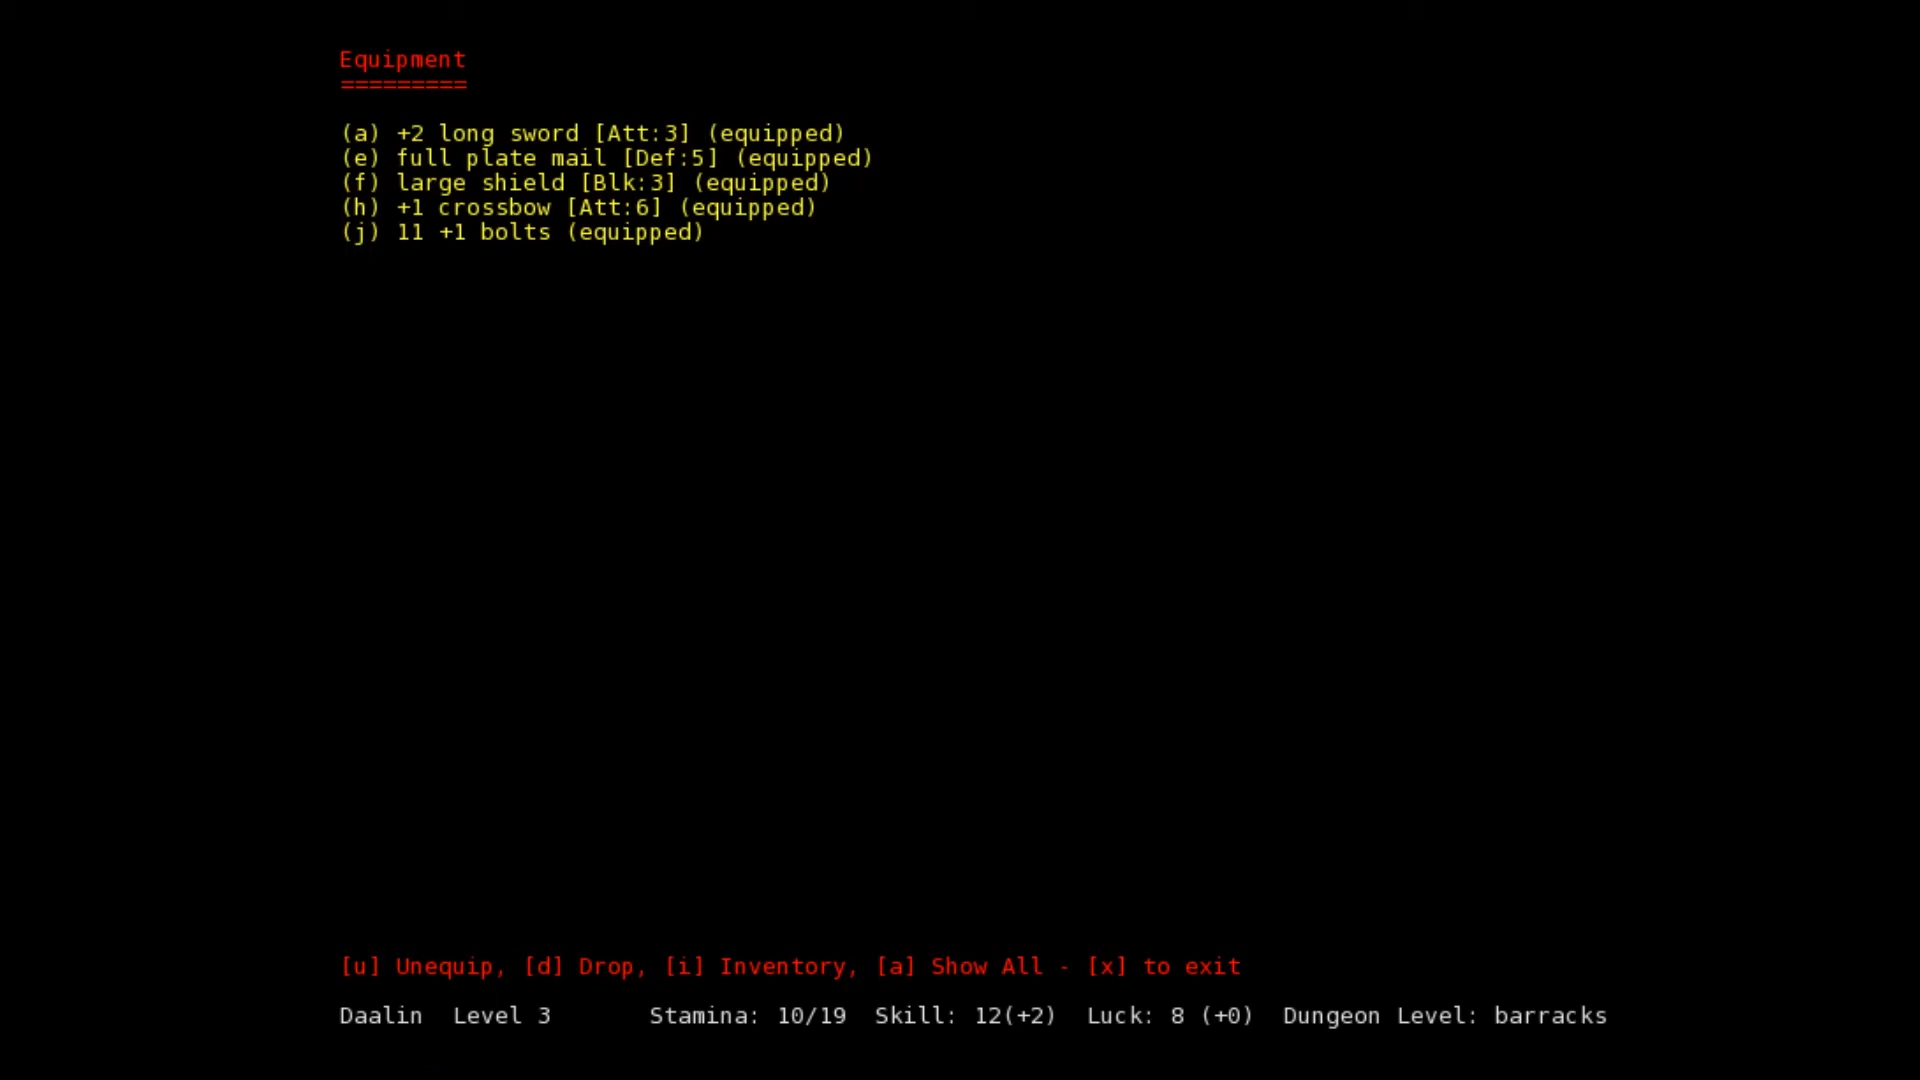 Equipment
=========
(a) +2 long sword [Att:3] (equipped)
(e) full plate mail [Def:5] (equipped)
(f) large shield [Blk:3] (equipped)
(h) +1 crossbow [Att:6] (equipped)
(j) 11 +1 bolts (equipped)
[u] Unequip, [d] Drop, [i] Inventory, [a] Show All - [x] to exit
Daalin  Level 3       Stamina: 10/19  Skill: 12(+2)  Luck: 8 (+0)  Dungeon Level: barracks